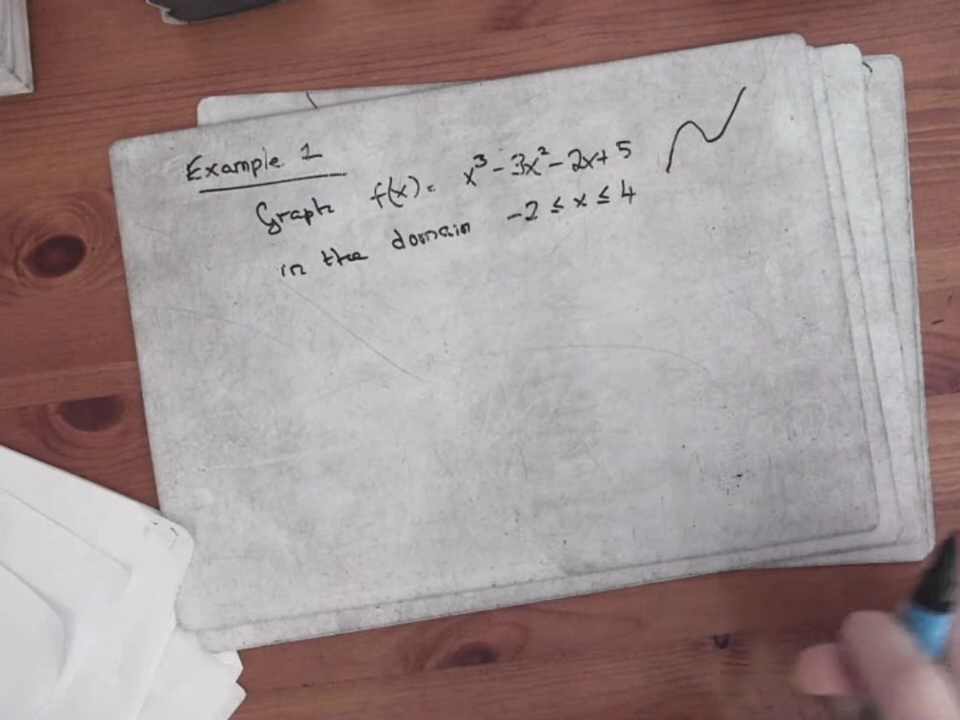 Example 1
Graph f(x) = x³ - 3x² - 2x + 5
in the domain -2 ≤ x ≤ 4